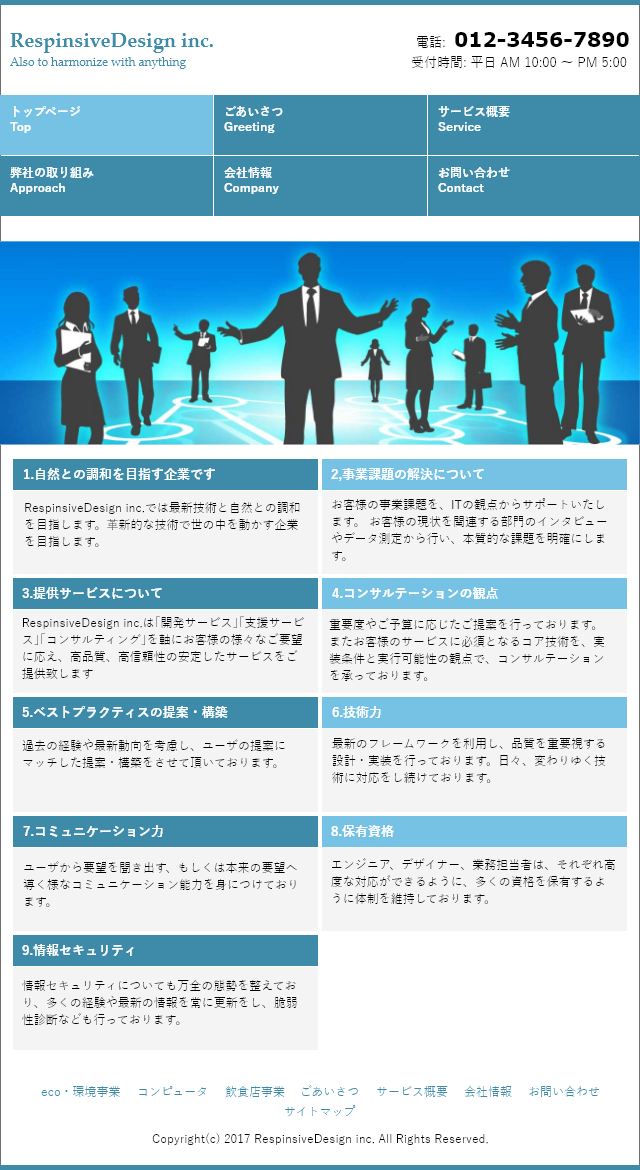 RespinsiveDesign inc.
Also to harmonize with anything
電話: 012-3456-7890
受付時間: 平日 AM 10:00 ～ PM 5:00
トップページ
Top
ごあいさつ
Greeting
サービス概要
Service
弊社の取り組み
Approach
会社情報
Company
お問い合わせ
Contact
1.自然との調和を目指す企業です
RespinsiveDesign inc.では最新技術と自然との調和
を目指します。革新的な技術で世の中を動かす企業
を目指します。
2,事業課題の解決について
お客様の事業課題を、ITの観点からサポートいたし
ます。 お客様の現状を関連する部門のインタビュー
やデータ測定から行い、本質的な課題を明確にしま
す。
3.提供サービスについて
RespinsiveDesign inc.は｢開発サービス｣｢支援サービ
ス｣｢コンサルティング｣を軸にお客様の様々なご要望
に応え、高品質、高信頼性の安定したサービスをご
提供致します
4.コンサルテーションの観点
重要度やご予算に応じたご提案を行っております。
またお客様のサービスに必須となるコア技術を、実
装条件と実行可能性の観点で、コンサルテーション
を承っております。
5.ベストプラクティスの提案・構築
過去の経験や最新動向を考慮し、ユーザの提案に
マッチした提案・構築をさせて頂いております。
6.技術力
最新のフレームワークを利用し、品質を重要視する
設計・実装を行っております。日々、変わりゆく技
術に対応をし続けております。
7.コミュニケーション力
ユーザから要望を聞き出す、もしくは本来の要望へ
導く様なコミュニケーション能力を身につけており
ます。
8.保有資格
エンジニア、デザイナー、業務担当者は、それぞれ高
度な対応ができるように、多くの資格を保有するよ
うに体制を維持しております。
9.情報セキュリティ
情報セキュリティについても万全の態勢を整えてお
り、多くの経験や最新の情報を常に更新をし、脆弱
性診断なども行っております。
eco・環境事業 コンピュータ 飲食店事業 ごあいさつ サービス概要 会社情報 お問い合わせ
サイトマップ
Copyright(c) 2017 RespinsiveDesign inc. All Rights Reserved.